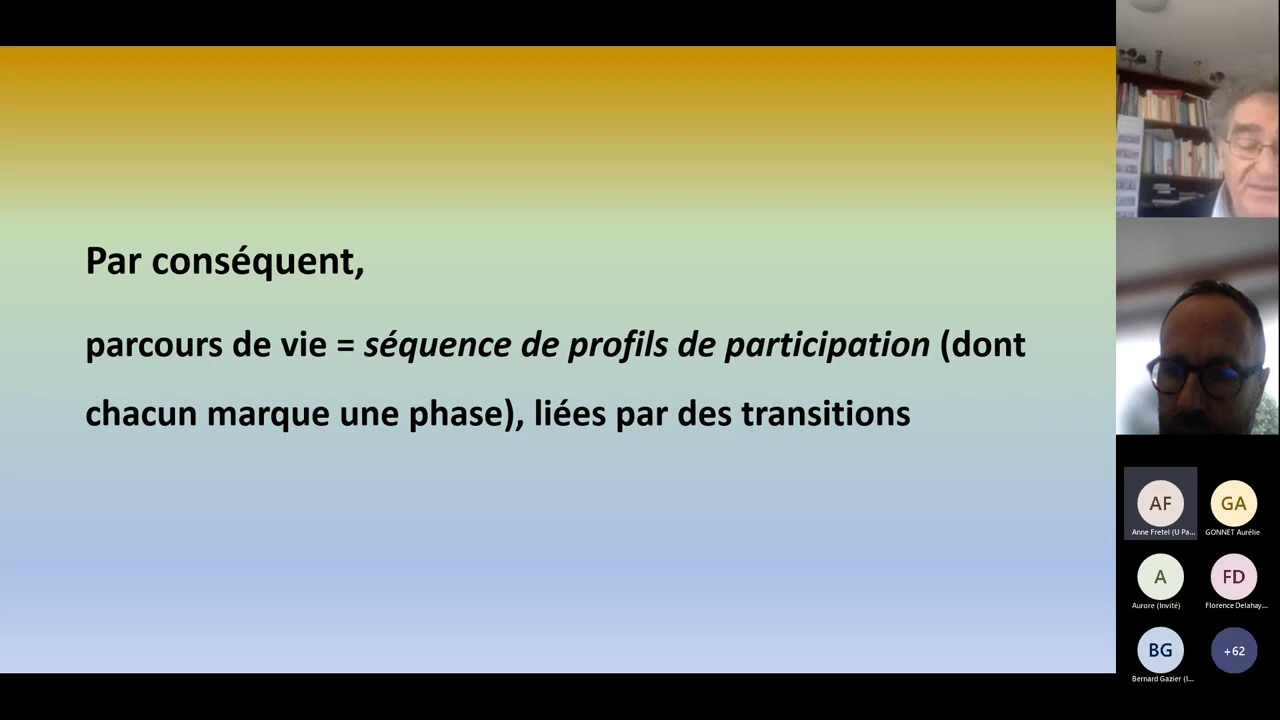 Par conséquent,
parcours de vie = séquence de profils de participation (dont
chacun marque une phase), liées par des transitions
AF
GA
Anne Fretel (U Pa...
GONNET Aurélie
A
FD
Aurore (Invité)
Florence Delahay...
BG
+62
Bernard Gazier (I...